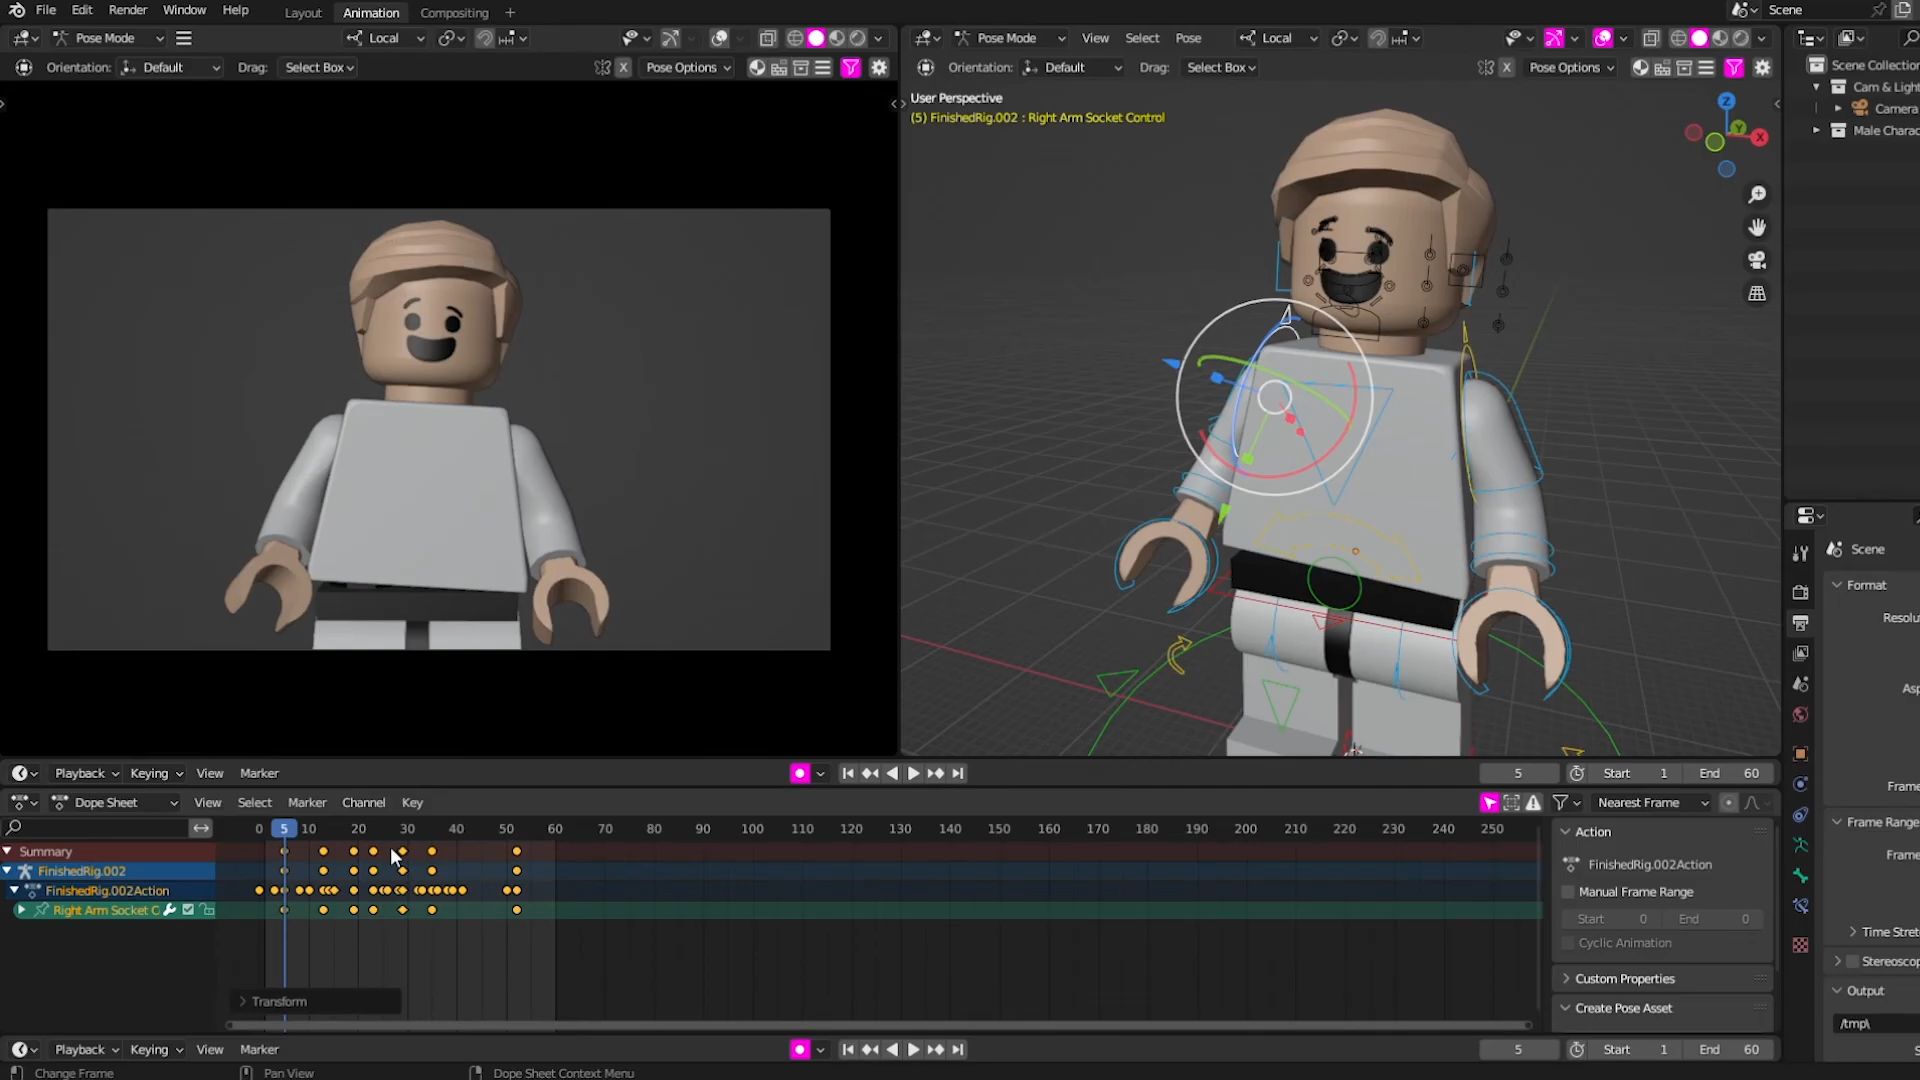 File Edit Render Window Help Layout Animation Compositing + Scene
Pose Mode Local Pose Mode View Select Pose Local
Orientation: Default Drag: Select Box X Pose Options Orientation: Default Drag: Select Box X Pose Options
Scene Collection
Cam & Light
Camera
Male Charac
User Perspective
(5) FinishedRig.002 : Right Arm Socket Control
Z
Y
X
Scene
Format
Resolu
Asp
Frame
Frame Range
Frame
Time Stret
Stereoscop
Output
/tmp\
Playback Keying View Marker 5 Start 1 End 60
Dope Sheet View Select Marker Channel Key Nearest Frame
0 5 10 20 30 40 50 60 70 80 90 100 110 120 130 140 150 160 170 180 190 200 210 220 230 240 250
Summary
FinishedRig.002
FinishedRig.002Action
Right Arm Socket C
Transform
Action
FinishedRig.002Action
Manual Frame Range
Start 0 End 0
Cyclic Animation
Custom Properties
Create Pose Asset
Playback Keying View Marker 5 Start 1 End 60
Change Frame Pan View Dope Sheet Context Menu